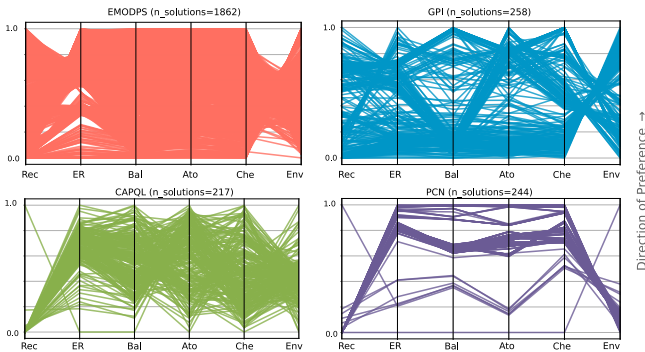 EMODPS (n_solutions=1862)
1.0
0.0
Rec ER Bal Ato Che Env
GPI (n_solutions=258)
1.0
0.0
Rec ER Bal Ato Che Env
CAPQL (n_solutions=217)
1.0
0.0
Rec ER Bal Ato Che Env
PCN (n_solutions=244)
1.0
0.0
Rec ER Bal Ato Che Env
Direction of Preference →